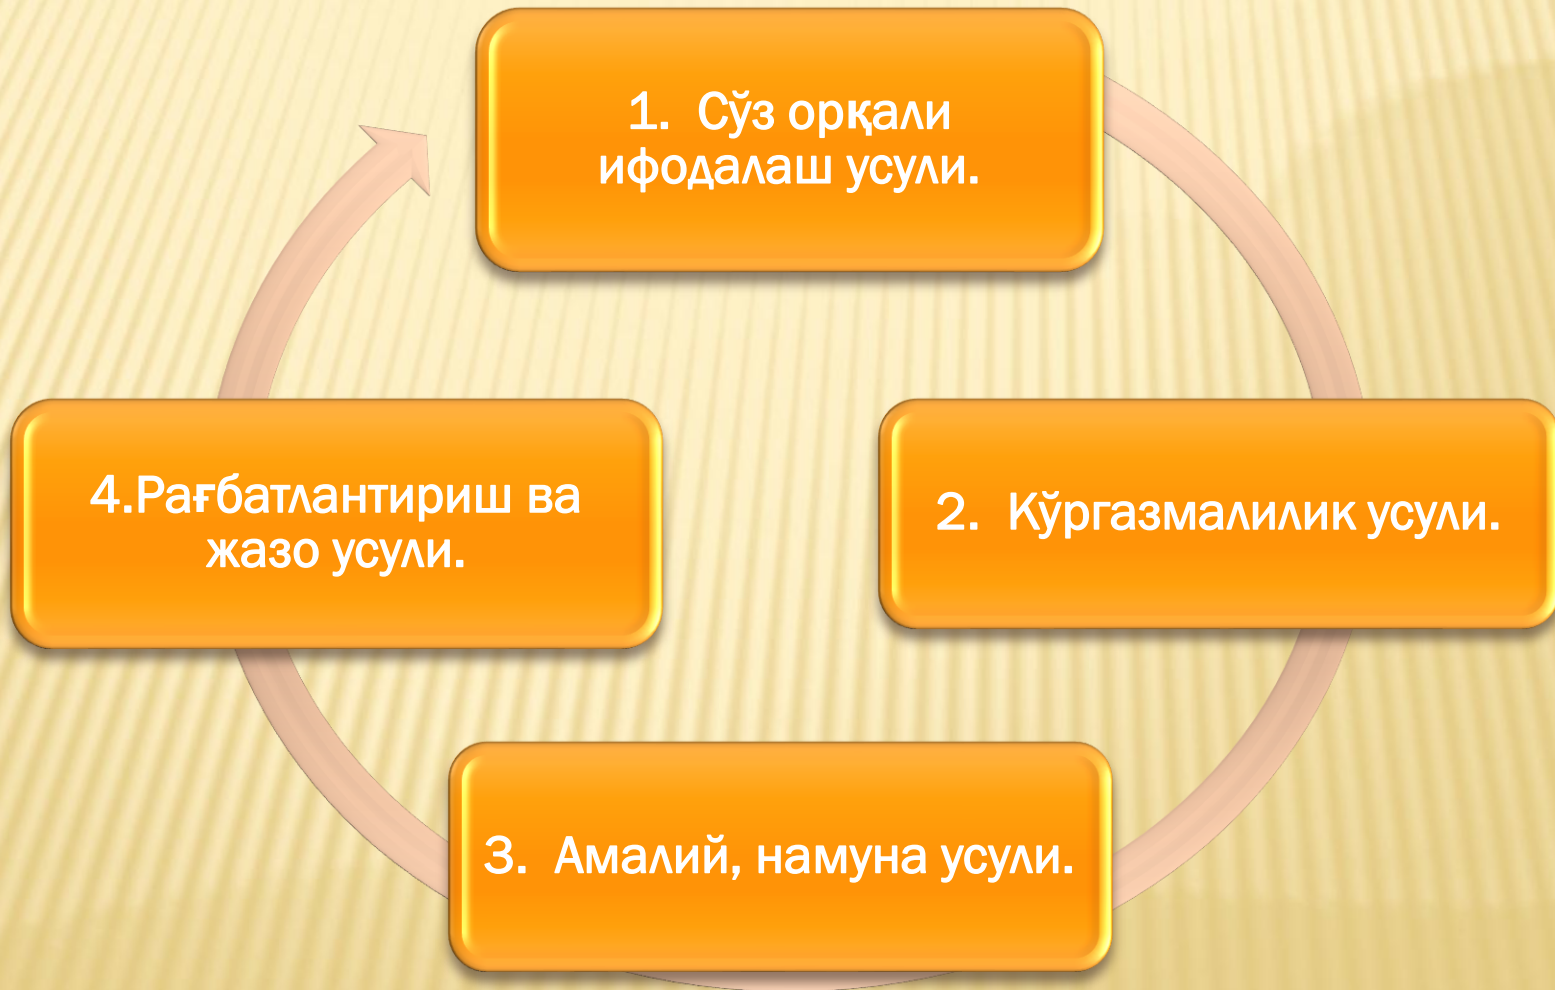 1. Сўз орқали
ифодалаш усули.
2. Кўргазмалилик усули.
3. Амалий, намуна усули.
4.Рағбатлантириш ва
жазо усули.